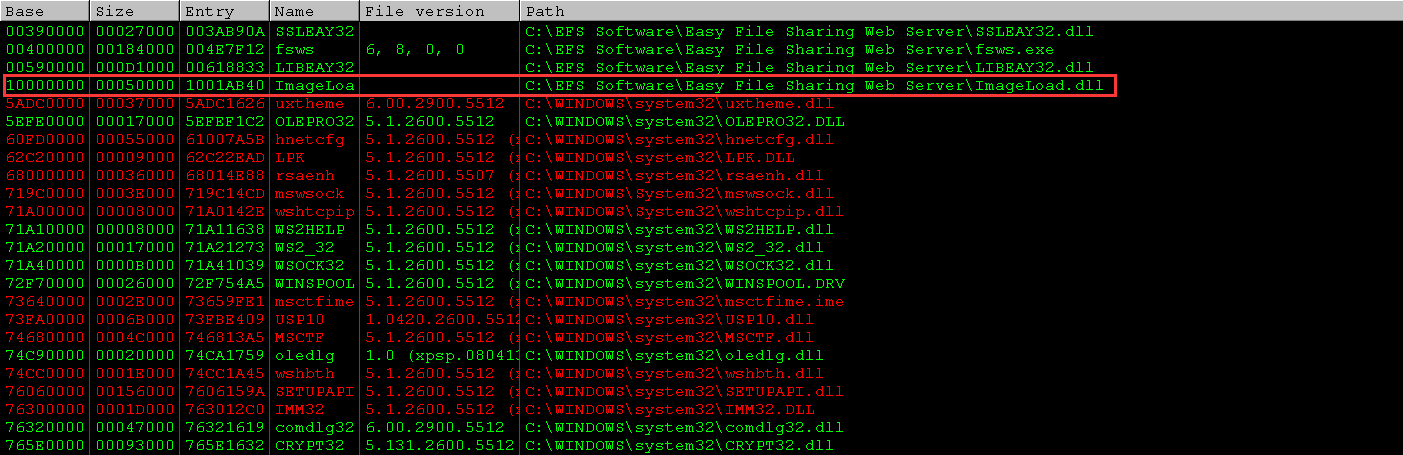 Base Size Entry Name File version Path
00390000 00027000 003AB90A SSLEAY32 C:\EFS Software\Easy File Sharing Web Server\SSLEAY32.dll
00400000 00184000 004E7F12 fsws 6, 8, 0, 0 C:\EFS Software\Easy File Sharing Web Server\fsws.exe
00590000 000D1000 00618833 LIBEAY32 C:\EFS Software\Easy File Sharing Web Server\LIBEAY32.dll
10000000 00050000 1001AB40 ImageLoa C:\EFS Software\Easy File Sharing Web Server\ImageLoad.dll
5ADC0000 00037000 5ADC1626 uxtheme 6.00.2900.5512 C:\WINDOWS\system32\uxtheme.dll
5EFE0000 00017000 5EFEF1C2 OLEPRO32 5.1.2600.5512 C:\WINDOWS\system32\OLEPRO32.DLL
60FD0000 00055000 61007A5B hnetcfg 5.1.2600.5512 (x C:\WINDOWS\system32\hnetcfg.dll
62C20000 00009000 62C22EAD LPK 5.1.2600.5512 (x C:\WINDOWS\system32\LPK.DLL
68000000 00036000 68014E88 rsaenh 5.1.2600.5507 (x C:\WINDOWS\system32\rsaenh.dll
719C0000 0003E000 719C14CD mswsock 5.1.2600.5512 (x C:\WINDOWS\system32\mswsock.dll
71A00000 00008000 71A0142E wshtcpip 5.1.2600.5512 (x C:\WINDOWS\System32\wshtcpip.dll
71A10000 00008000 71A11638 WS2HELP 5.1.2600.5512 (x C:\WINDOWS\system32\WS2HELP.dll
71A20000 00017000 71A21273 WS2_32 5.1.2600.5512 (x C:\WINDOWS\system32\WS2_32.dll
71A40000 0000B000 71A41039 WSOCK32 5.1.2600.5512 (x C:\WINDOWS\system32\WSOCK32.dll
72F70000 00026000 72F754A5 WINSPOOL 5.1.2600.5512 (x C:\WINDOWS\system32\WINSPOOL.DRV
73640000 0002E000 73659FE1 msctfime 5.1.2600.5512 (x C:\WINDOWS\system32\msctfime.ime
73FA0000 0006B000 73FBE409 USP10 1.0420.2600.5512 C:\WINDOWS\system32\USP10.dll
74680000 0004C000 746813A5 MSCTF 5.1.2600.5512 (x C:\WINDOWS\system32\MSCTF.dll
74C90000 00020000 74CA1759 oledlg 1.0 (xpsp.080413 C:\WINDOWS\system32\oledlg.dll
74CC0000 0001E000 74CC1A45 wshbth 5.1.2600.5512 (x C:\WINDOWS\system32\wshbth.dll
76060000 00156000 7606159A SETUPAPI 5.1.2600.5512 (x C:\WINDOWS\system32\SETUPAPI.dll
76300000 0001D000 763012C0 IMM32 5.1.2600.5512 (x C:\WINDOWS\system32\IMM32.DLL
76320000 00047000 76321619 comdlg32 6.00.2900.5512 C:\WINDOWS\system32\comdlg32.dll
765E0000 00093000 765E1632 CRYPT32 5.131.2600.5512 C:\WINDOWS\system32\CRYPT32.dll